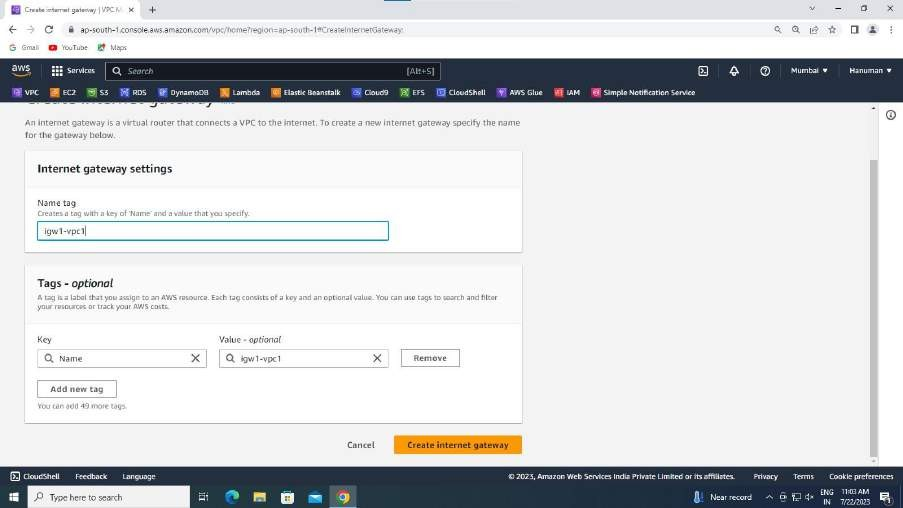 Create internet gateway | VPC M
ap-south-1.console.aws.amazon.com/vpc/home?region=ap-south-1#CreateInternetGateway:
Gmail YouTube Maps
aws Services Search [Alt+S] Mumbai Hanuman
VPC EC2 S3 RDS DynamoDB Lambda Elastic Beanstalk Cloud9 EFS CloudShell AWS Glue IAM Simple Notification Service
Create internet gateway
An internet gateway is a virtual router that connects a VPC to the internet. To create a new internet gateway specify the name
for the gateway below.
Internet gateway settings
Name tag
Creates a tag with a key of 'Name' and a value that you specify.
igw1-vpc1
Tags - optional
A tag is a label that you assign to an AWS resource. Each tag consists of a key and an optional value. You can use tags to search and filter
your resources or track your AWS costs.
Key Value - optional
Name igw1-vpc1 Remove
Add new tag
You can add 49 more tags.
Cancel Create internet gateway
CloudShell Feedback Language © 2023, Amazon Web Services India Private Limited or its affiliates. Privacy Terms Cookie preferences
Type here to search Near record ENG IN 11:03 AM 7/22/2023